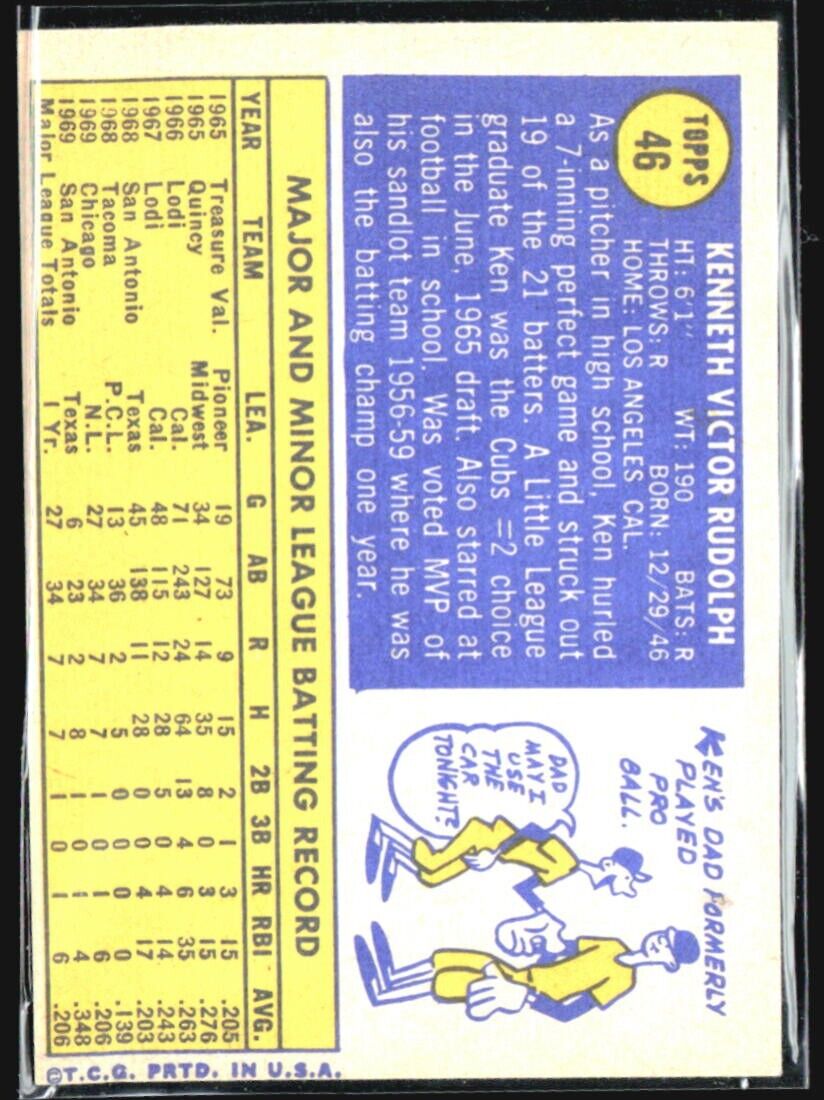 TOPPS
46
KENNETH VICTOR RUDOLPH
HT: 6'1" WT: 190 BATS: R
THROWS: R BORN: 12/29/46
HOME: LOS ANGELES CAL.
As a pitcher in high school, Ken hurled
a 7-inning perfect game and struck out
19 of the 21 batters. A Little League
graduate Ken was the Cubs =2 choice
in the June, 1965 draft. Also starred at
football in school. Was voted MVP of
his sandlot team 1956-59 where he was
also the batting champ one year.
KEN'S DAD FORMERLY
PLAYED
PRO
BALL.
DAD
MAY I
USE
THE
CAR
TONIGHT?
MAJOR AND MINOR LEAGUE BATTING RECORD
YEAR TEAM LEA. G AB R H 2B 3B HR RBI AVG.
1965 Treasure Val. Pioneer 19 73 9 15 2 1 3 15 .205
1965 Quincy Midwest 34 127 14 35 8 0 3 15 .276
1966 Lodi Cal. 71 243 24 64 13 4 6 35 .263
1967 Lodi Cal. 48 115 12 28 5 0 4 14 .243
1968 San Antonio Texas 45 138 11 28 0 0 4 17 .203
1968 Tacoma P.C.L. 13 36 2 5 0 0 0 0 .139
1969 Chicago N.L. 27 34 7 7 1 0 1 6 .206
1969 San Antonio Texas 6 23 2 8 1 0 1 4 .348
Major League Totals 1 Yr. 27 34 7 7 1 0 1 6 .206
©T.C.G. PRTD. IN U.S.A.